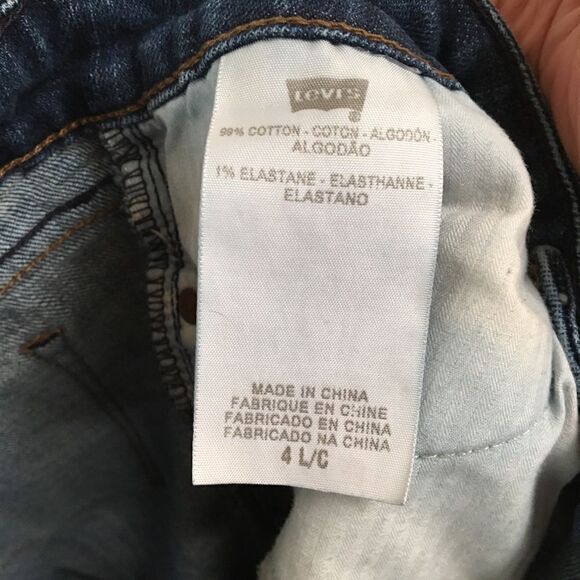 Levi's
®
99% COTTON - COTON - ALGODÓN -
ALGODÃO
1% ELASTANE - ELASTHANNE -
ELASTANO
MADE IN CHINA
FABRIQUE EN CHINE
FABRICADO EN CHINA
FABRICADO NA CHINA
4 L/C